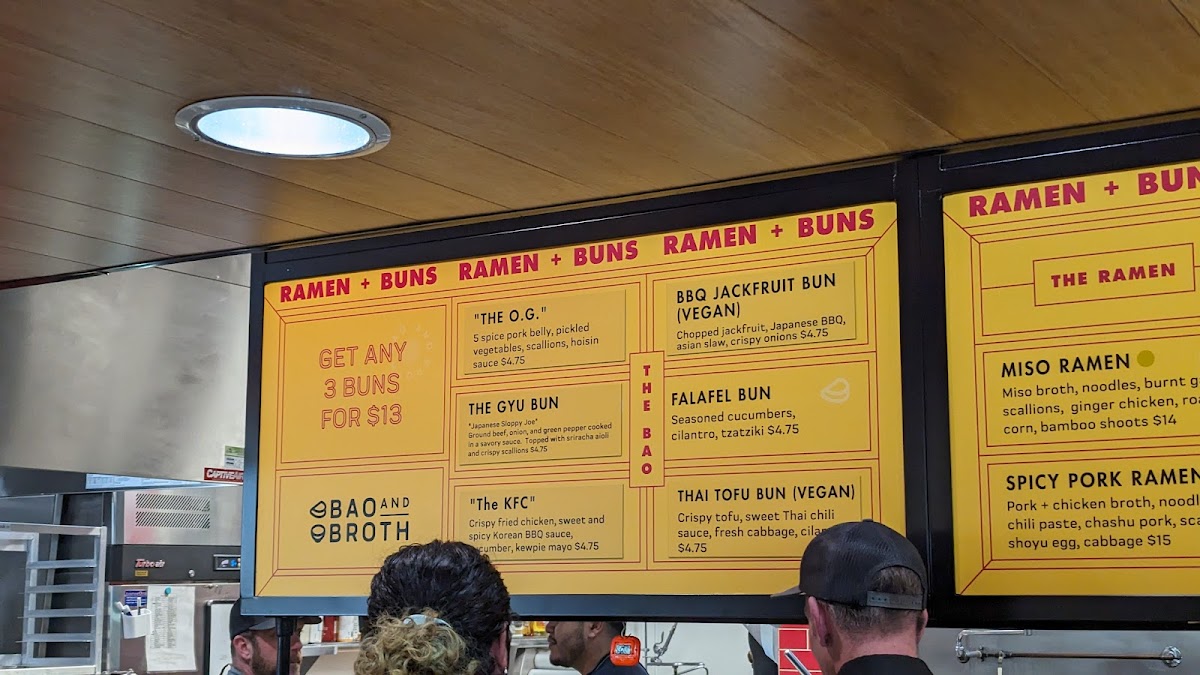 RAMEN + BUNS RAMEN + BUNS RAMEN + BUNS
GET ANY
3 BUNS
FOR $13
BAO AND
BROTH
"THE O.G."
5 spice pork belly, pickled
vegetables, scallions, hoisin
sauce $4.75
THE GYU BUN
"Japanese Sloppy Joe"
Ground beef, onion, and green pepper cooked
in a savory sauce. Topped with sriracha aioli
and crispy scallions $4.75
"The KFC"
Crispy fried chicken, sweet and
spicy Korean BBQ sauce,
kewpie mayo $4.75
THE BAO
BBQ JACKFRUIT BUN
(VEGAN)
Chopped jackfruit, Japanese BBQ,
asian slaw, crispy onions $4.75
FALAFEL BUN
Seasoned cucumbers,
cilantro, tzatziki $4.75
THAI TOFU BUN (VEGAN)
Crispy tofu, sweet Thai chili
sauce, fresh cabbage,
$4.75
RAMEN + BUN
THE RAMEN
MISO RAMEN
Miso broth, noodles, burnt
scallions, ginger chicken,
corn, bamboo shoots $14
SPICY PORK RAMEN
Pork + chicken broth,
chili paste, chashu pork,
shoyu egg, cabbage $15
CAPTIVEAIRE
Turbo air